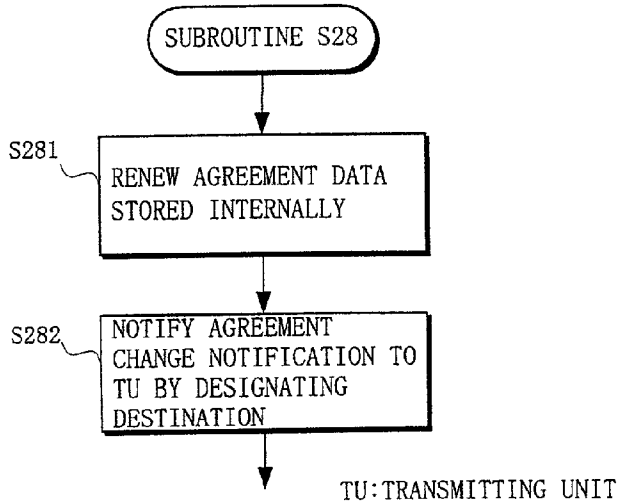 SUBROUTINE S28
S281
RENEW AGREEMENT DATA
STORED INTERNALLY
S282
NOTIFY AGREEMENT
CHANGE NOTIFICATION TO
TU BY DESIGNATING
DESTINATION
TU:TRANSMITTING UNIT